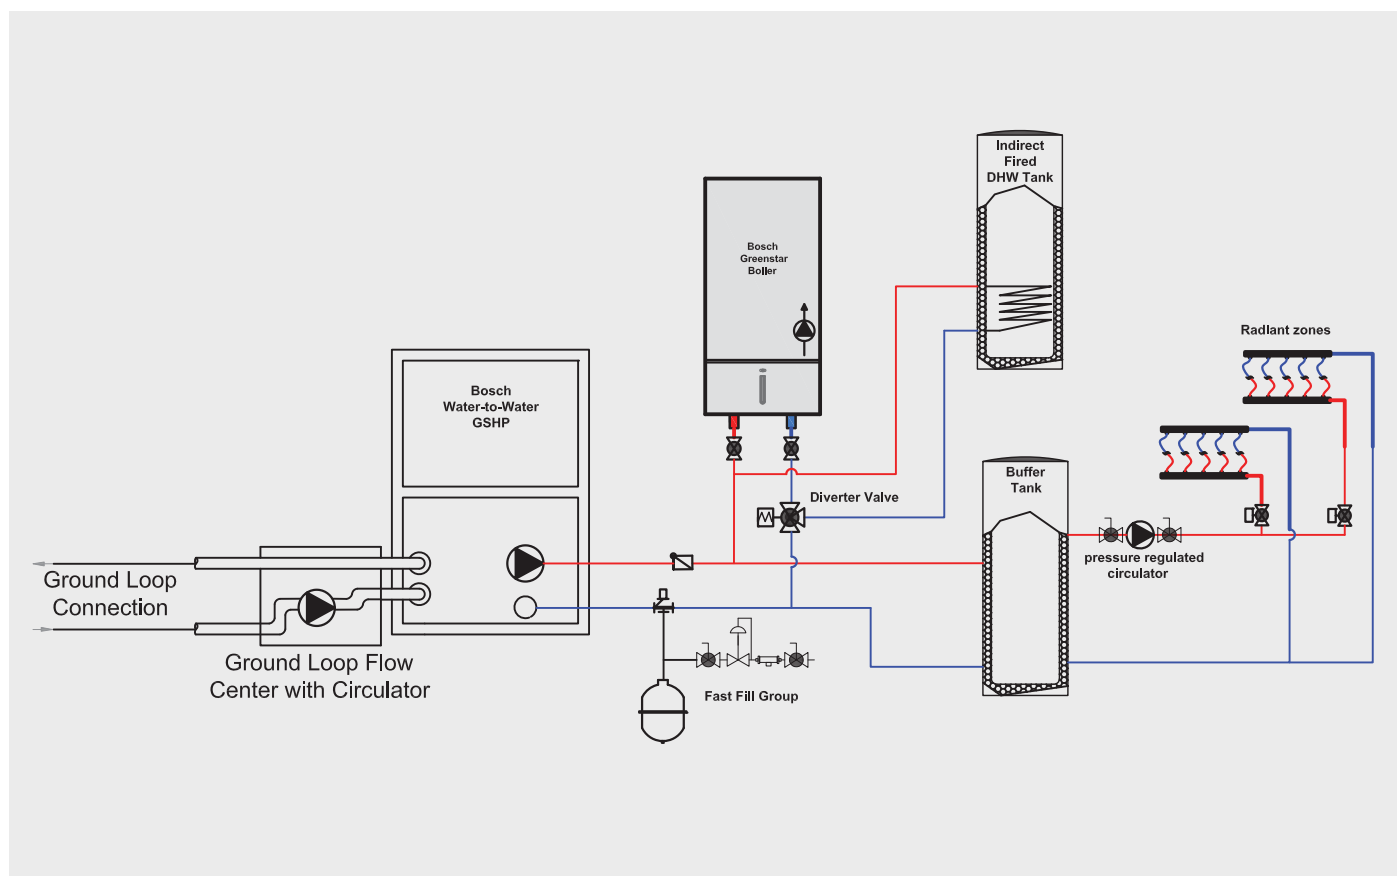 Indirect
Fired
DHW Tank
Bosch
Greenstar
Boiler
Radiant zones
Bosch
Water-to-Water
GSHP
Buffer
Tank
Diverter Valve
pressure regulated
circulator
Ground Loop
Connection
Ground Loop Flow
Center with Circulator
Fast Fill Group